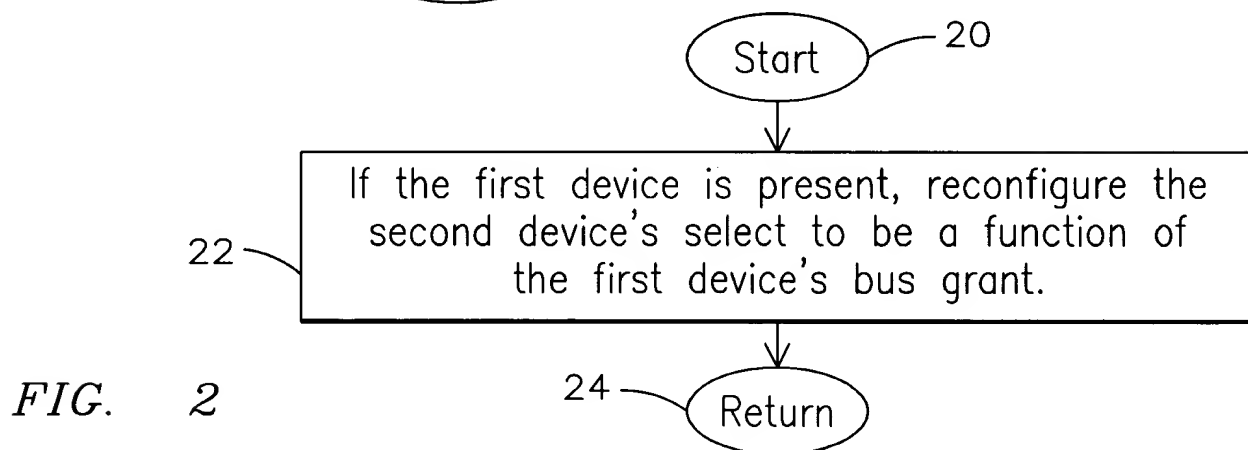 Start
20
If the first device is present, reconfigure the
second device's select to be a function of
the first device's bus grant.
22
24
Return
FIG. 2